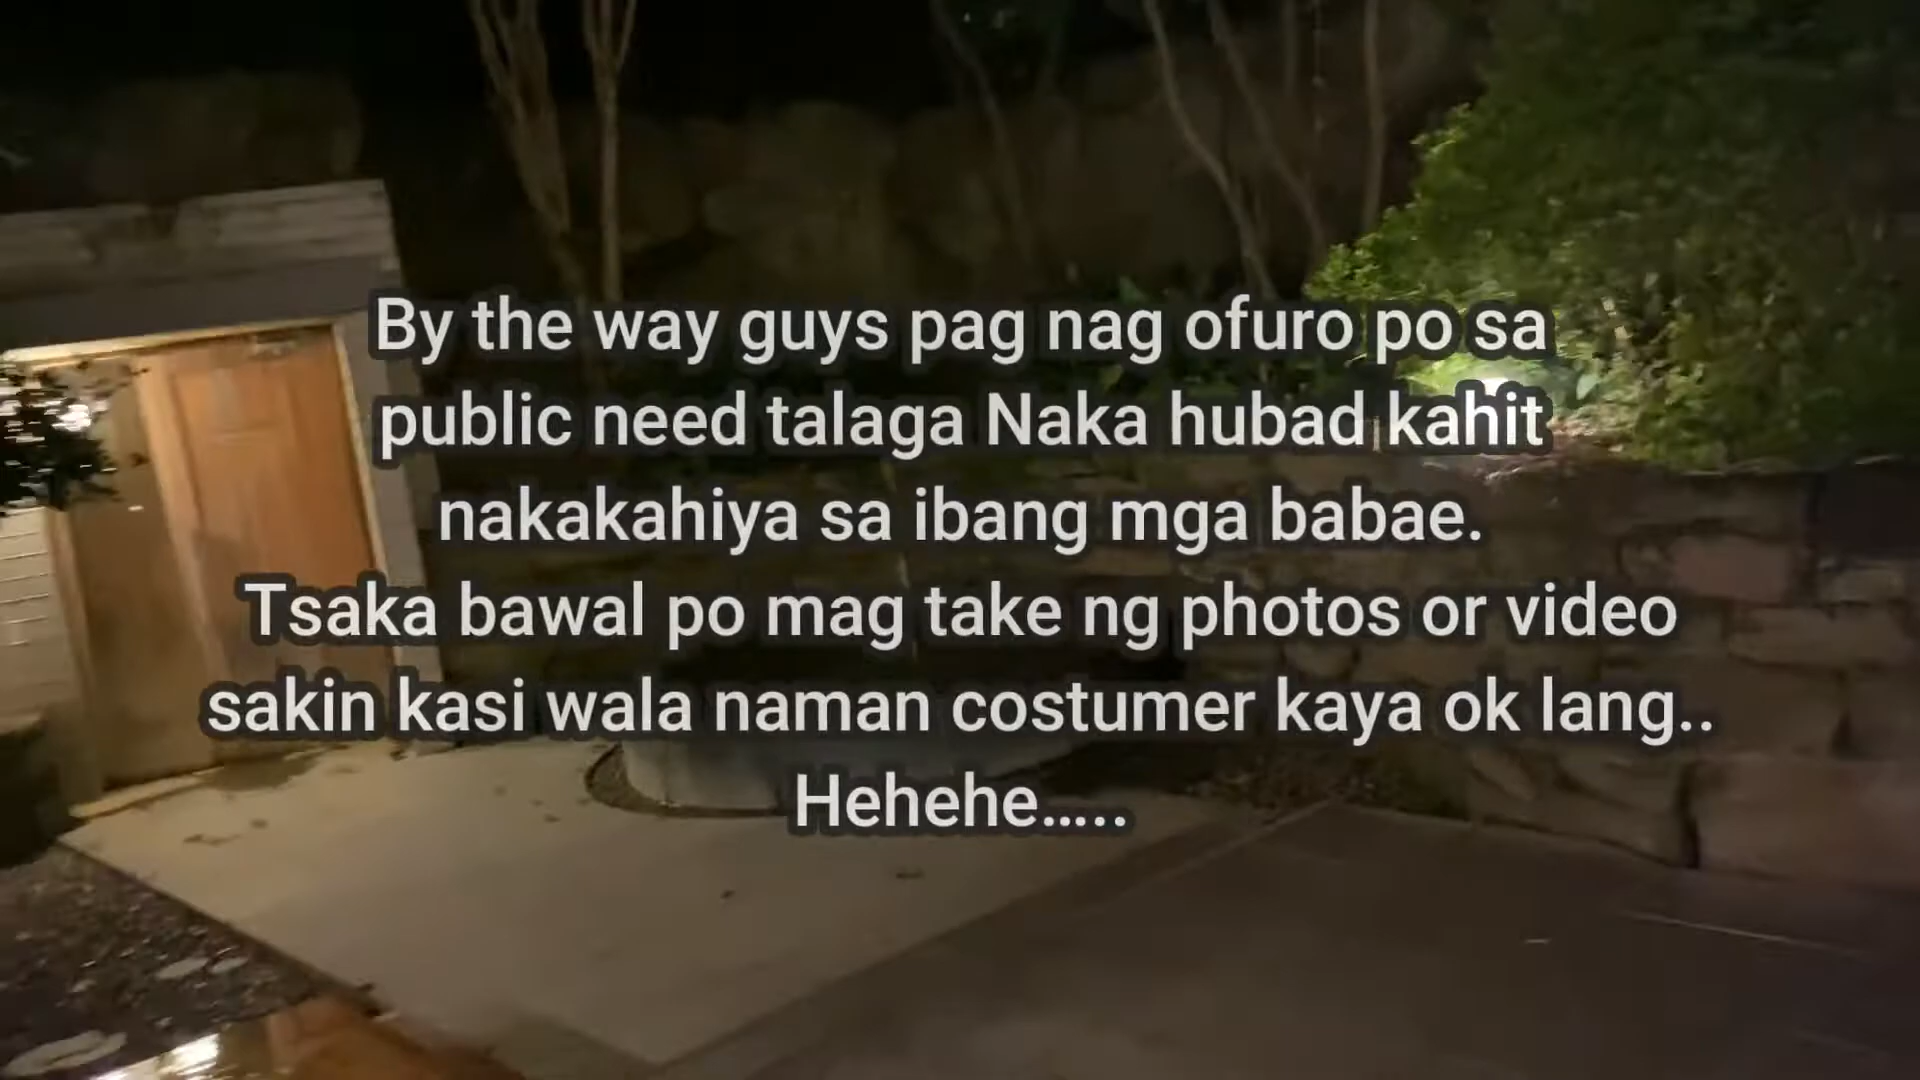 By the way guys pag nag ofuro po sa
public need talaga Naka hubad kahit
nakakahiya sa ibang mga babae.
Tsaka bawal po mag take ng photos or video
sakin kasi wala naman costumer kaya ok lang..
Hehehe.....